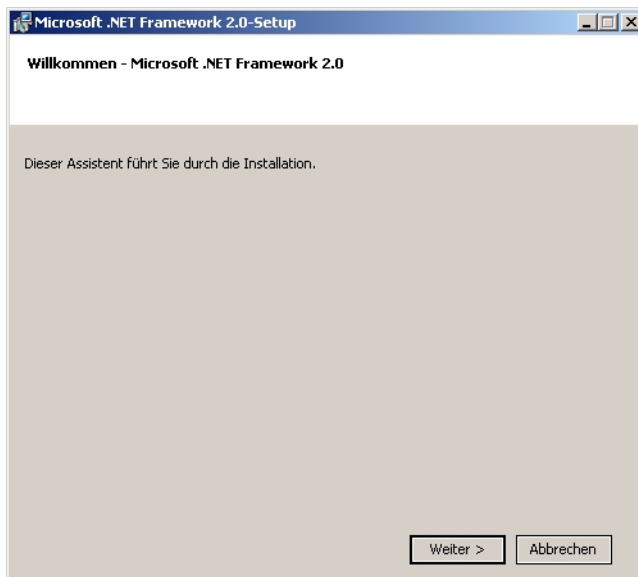 Microsoft .NET Framework 2.0-Setup
Willkommen - Microsoft .NET Framework 2.0
Dieser Assistent führt Sie durch die Installation.
Weiter > Abbrechen